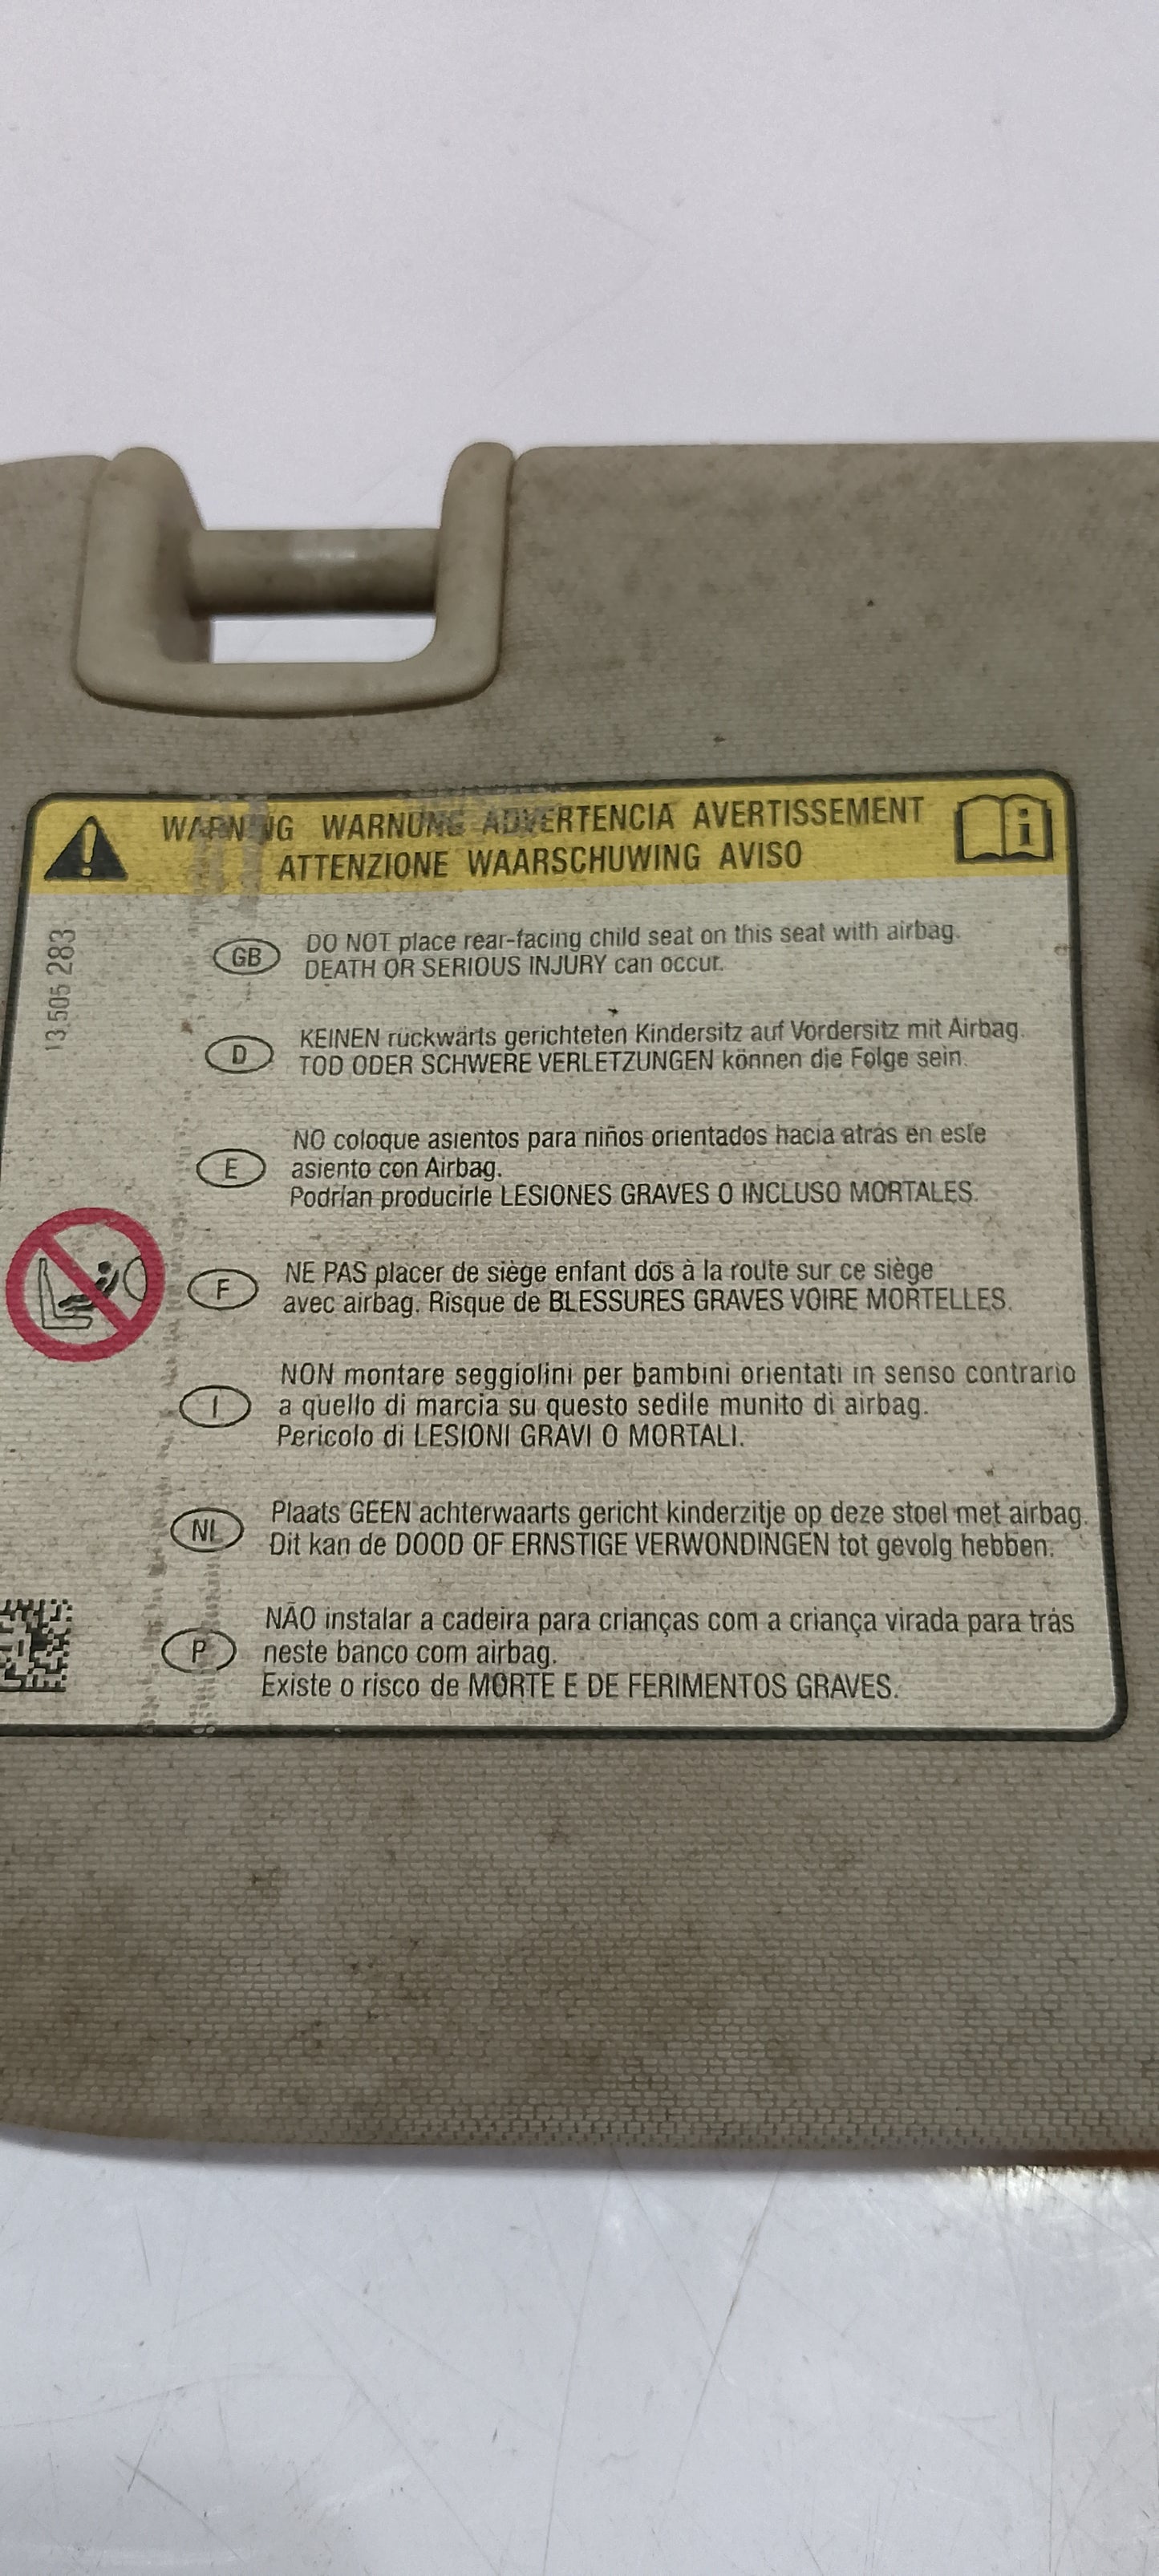 WARNING WARNUNG ADVERTENCIA AVERTISSEMENT
ATTENZIONE WAARSCHUWING AVISO
13 505 283
GB
DO NOT place rear-facing child seat on this seat with airbag.
DEATH OR SERIOUS INJURY can occur.
D
KEINEN rückwärts gerichteten Kindersitz auf Vordersitz mit Airbag.
TOD ODER SCHWERE VERLETZUNGEN können die Folge sein.
E
NO coloque asientos para niños orientados hacia atrás en este
asiento con Airbag.
Podrían producirle LESIONES GRAVES O INCLUSO MORTALES.
F
NE PAS placer de siège enfant dos à la route sur ce siège
avec airbag. Risque de BLESSURES GRAVES VOIRE MORTELLES.
I
NON montare seggiolini per bambini orientati in senso contrario
a quello di marcia su questo sedile munito di airbag.
Pericolo di LESIONI GRAVI O MORTALI.
NL
Plaats GEEN achterwaarts gericht kinderzitje op deze stoel met airbag.
Dit kan de DOOD OF ERNSTIGE VERWONDINGEN tot gevolg hebben.
P
NÃO instalar a cadeira para crianças com a criança virada para trás
neste banco com airbag.
Existe o risco de MORTE E DE FERIMENTOS GRAVES.